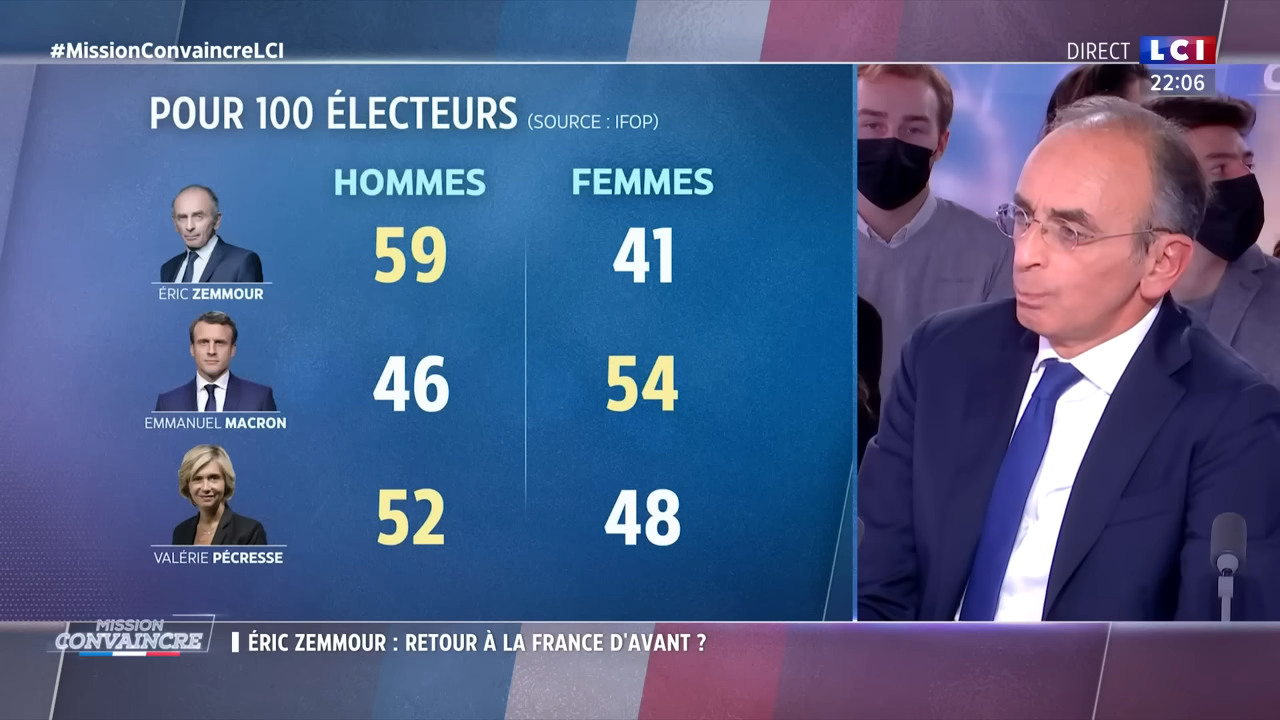 #MissionConvaincreLCI
DIRECT LCI
22:06
POUR 100 ÉLECTEURS (SOURCE : IFOP)
HOMMES FEMMES
59 41
ÉRIC ZEMMOUR
46 54
EMMANUEL MACRON
52 48
VALÉRIE PÉCRESSE
MISSION
CONVAINCRE
ÉRIC ZEMMOUR : RETOUR À LA FRANCE D'AVANT ?